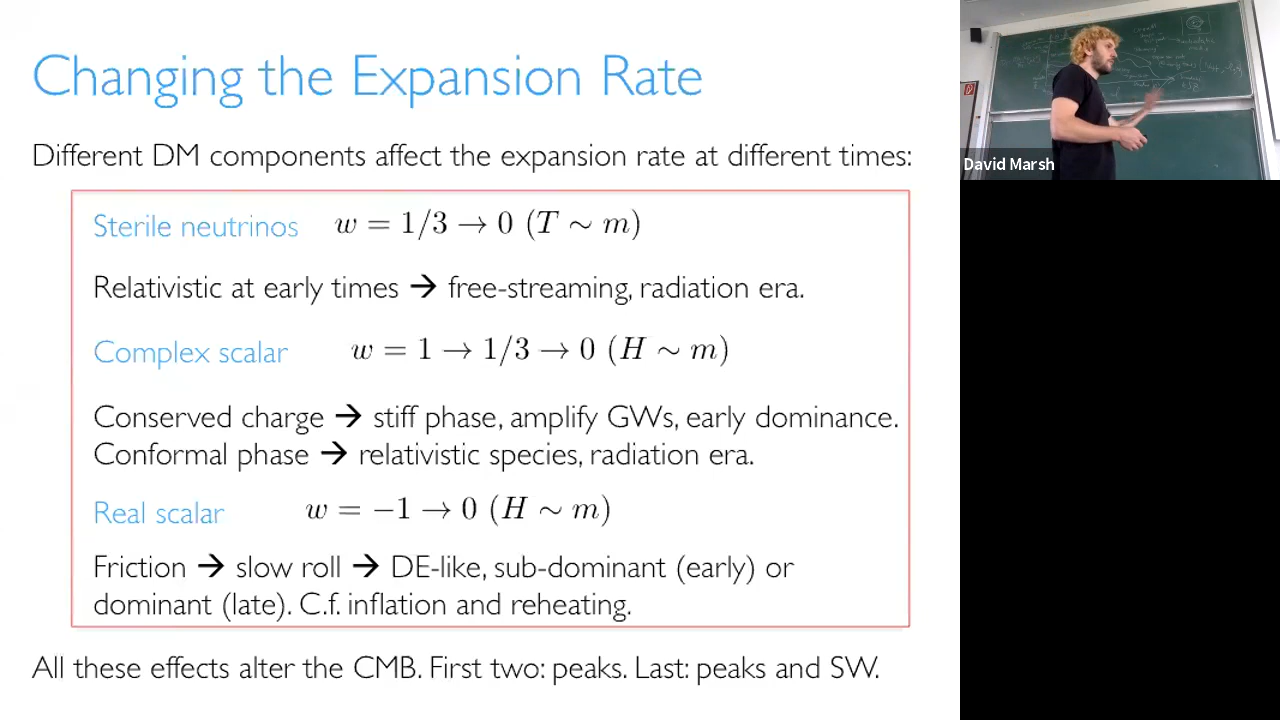 Changing the Expansion Rate
Different DM components affect the expansion rate at different times:
Sterile neutrinos w = 1/3 → 0 (T ∼ m)
Relativistic at early times → free-streaming, radiation era.
Complex scalar w = 1 → 1/3 → 0 (H ∼ m)
Conserved charge → stiff phase, amplify GWs, early dominance.
Conformal phase → relativistic species, radiation era.
Real scalar w = −1 → 0 (H ∼ m)
Friction → slow roll → DE-like, sub-dominant (early) or
dominant (late). C.f. inflation and reheating.
All these effects alter the CMB. First two: peaks. Last: peaks and SW.
David Marsh